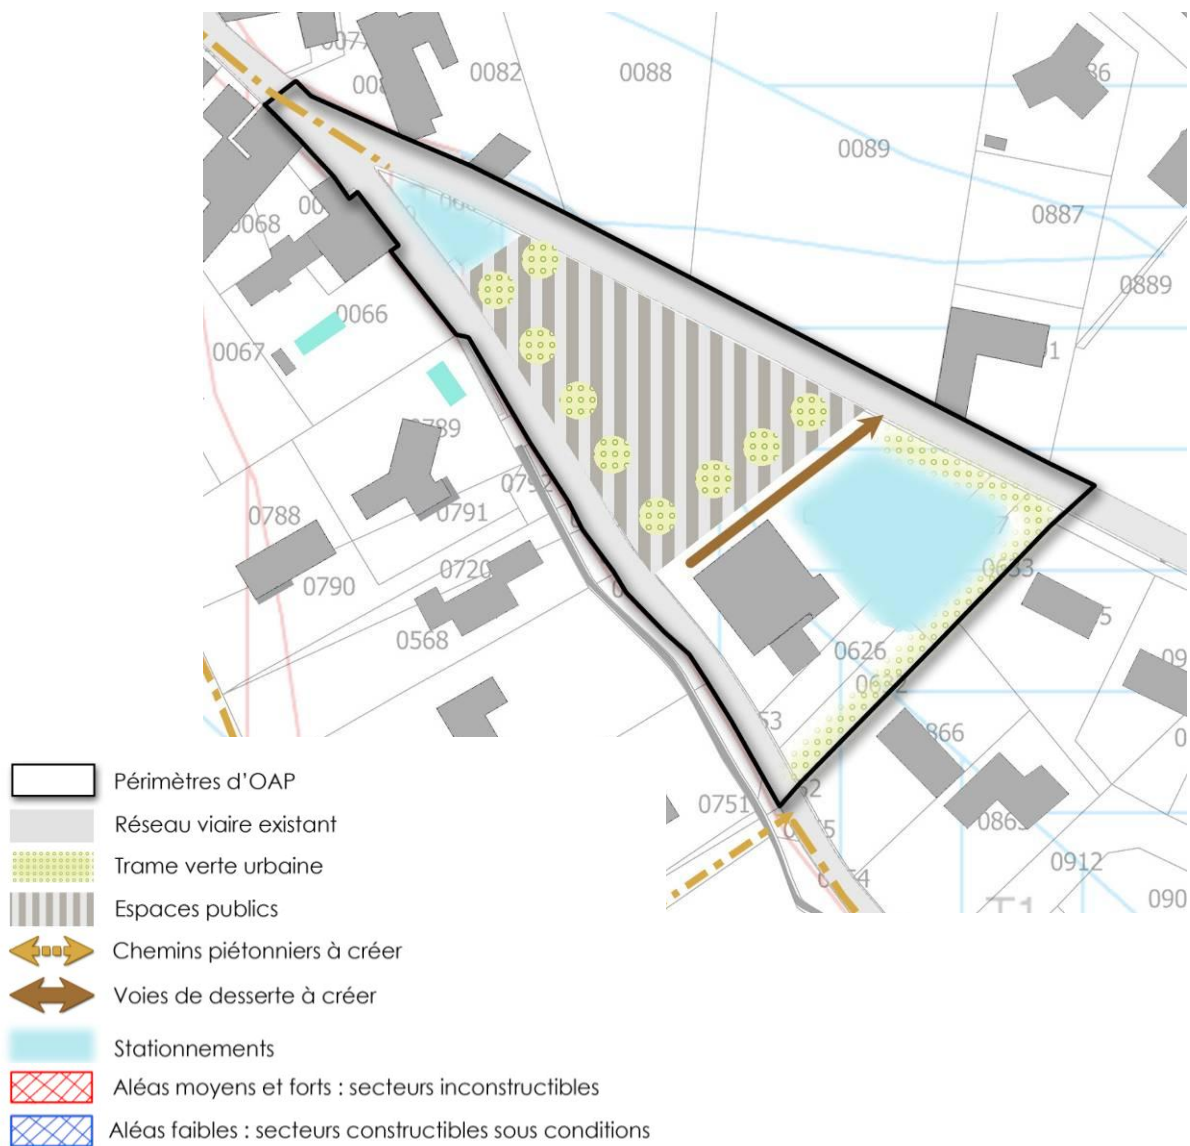 0082
0088
0089
0887
0889
0068
0066
0067
0788
0791
0790
0720
0568
0626
0751
0912
T1
Périmètres d'OAP
Réseau viaire existant
Trame verte urbaine
Espaces publics
Chemins piétonniers à créer
Voies de desserte à créer
Stationnements
Aléas moyens et forts : secteurs inconstructibles
Aléas faibles : secteurs constructibles sous conditions